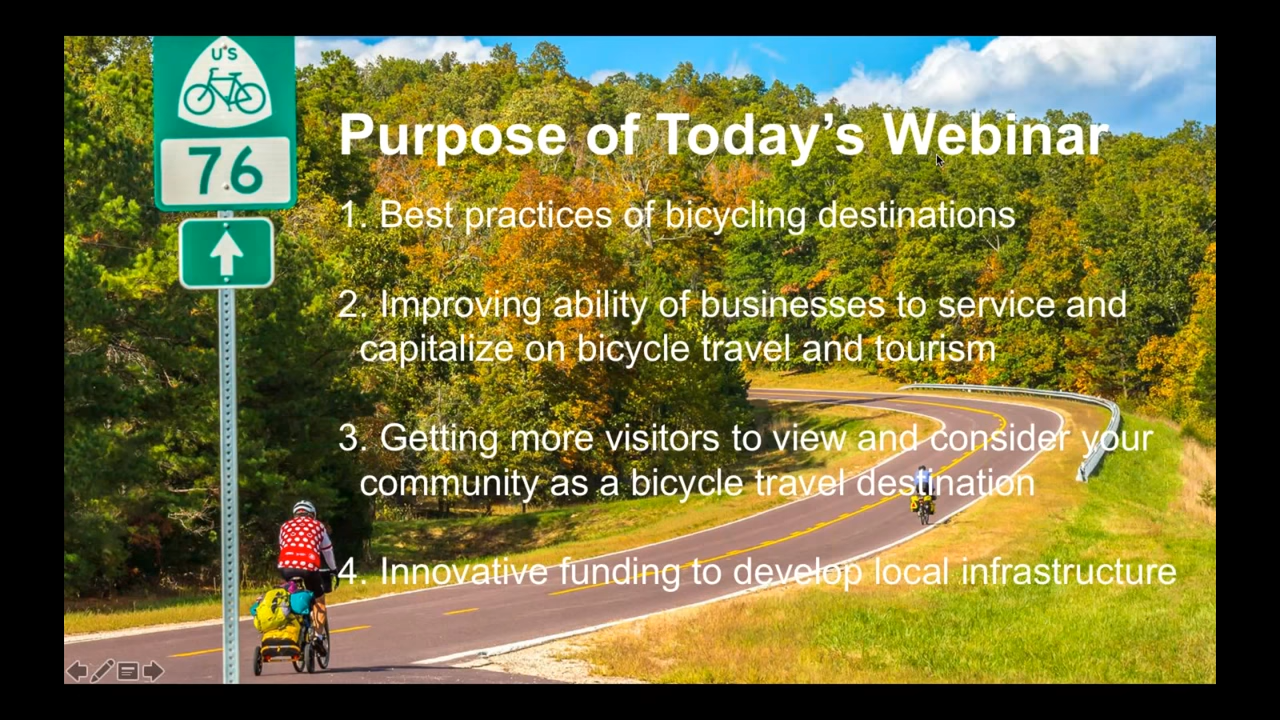 U'S
76
Purpose of Today’s Webinar
1. Best practices of bicycling destinations
2. Improving ability of businesses to service and
capitalize on bicycle travel and tourism
3. Getting more visitors to view and consider your
community as a bicycle travel destination
4. Innovative funding to develop local infrastructure